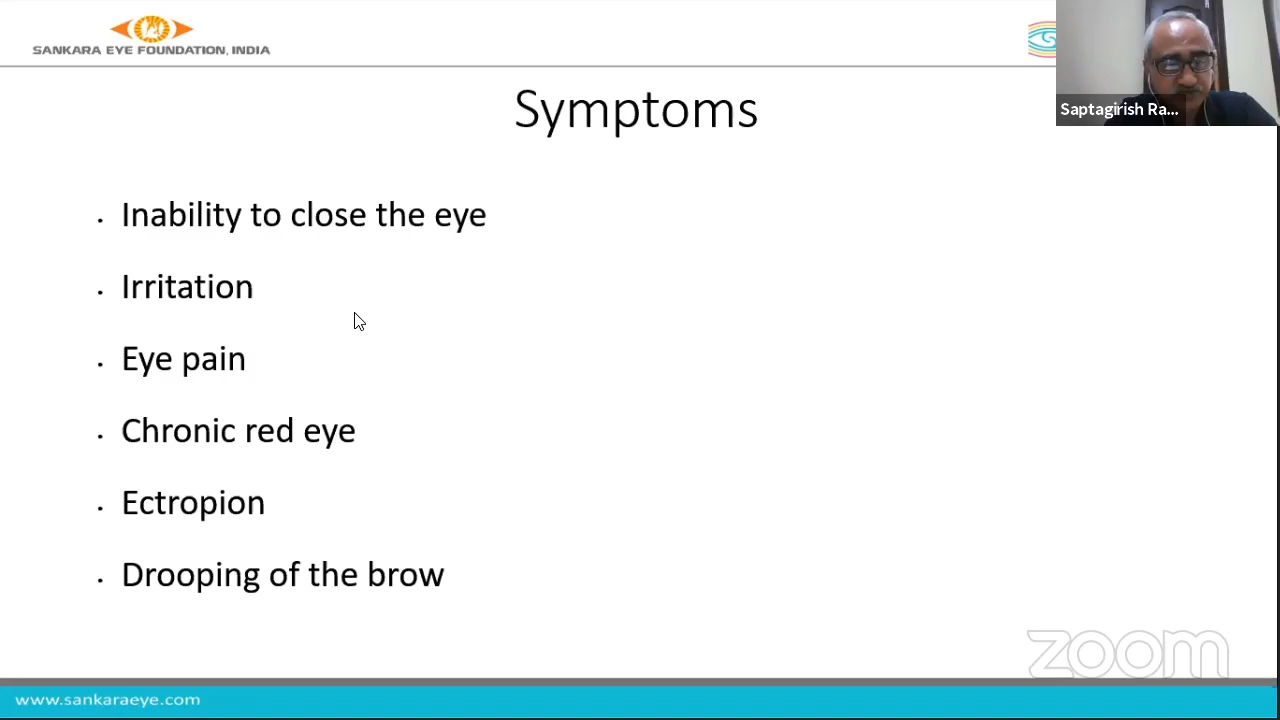 SANKARA EYE FOUNDATION, INDIA
Saptagirish Ra...
Symptoms
• Inability to close the eye
• Irritation
• Eye pain
• Chronic red eye
• Ectropion
• Drooping of the brow
zoom
www.sankaraeye.com